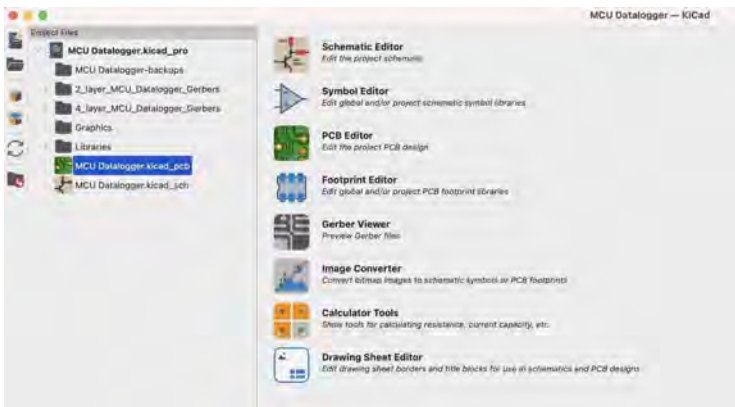 MCU Datalogger — KiCad
Project Files
MCU Datalogger.kicad_pro
MCU Datalogger-backups
2_layer_MCU_Datalogger_Gerbers
4_layer_MCU_Datalogger_Gerbers
Graphics
Libraries
MCU Datalogger.kicad_pcb
MCU Datalogger.kicad_sch
Schematic Editor
Edit the project schematic
Symbol Editor
Edit global and/or project schematic symbol libraries
PCB Editor
Edit the project PCB design
Footprint Editor
Edit global and/or project PCB footprint libraries
Gerber Viewer
Preview Gerber files
Image Converter
Convert bitmap images to schematic symbols or PCB footprints
Calculator Tools
Show tools for calculating resistance, current capacity, etc.
Drawing Sheet Editor
Edit drawing sheet borders and title blocks for use in schematics and PCB designs